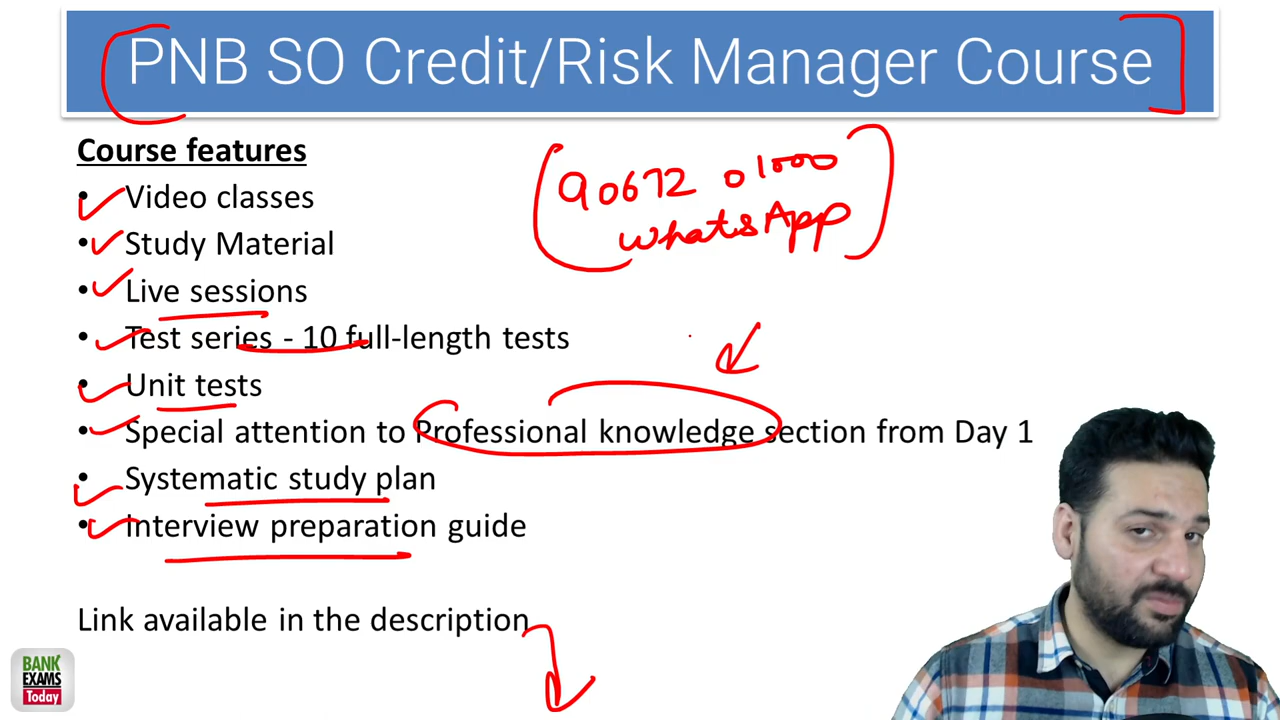 PNB SO Credit/Risk Manager Course
Course features
90672 01000
WhatsApp
• Video classes
• Study Material
• Live sessions
• Test series - 10 full-length tests
• Unit tests
• Special attention to Professional knowledge section from Day 1
• Systematic study plan
• Interview preparation guide
Link available in the description
BANK
EXAMS
Today